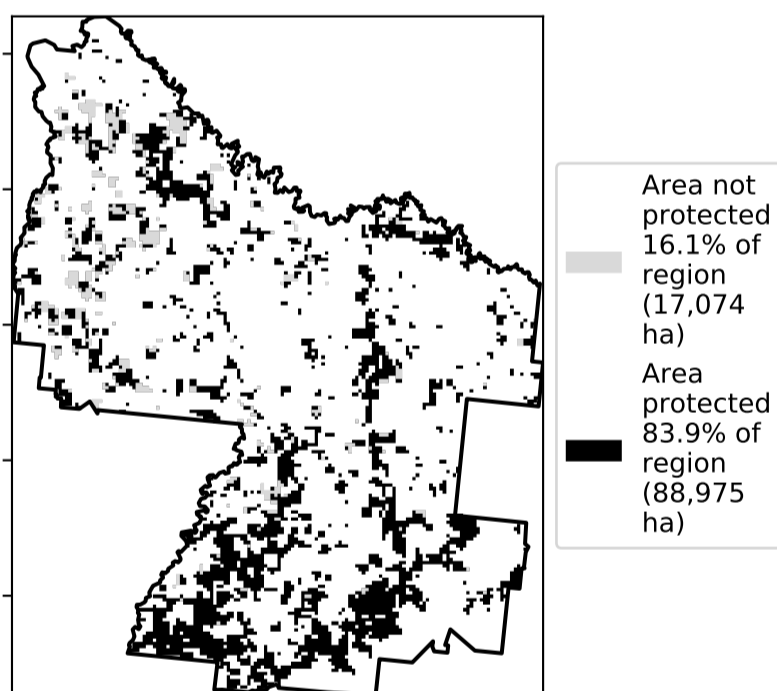 Area not
protected
16.1% of
region
(17,074
ha)
Area
protected
83.9% of
region
(88,975
ha)